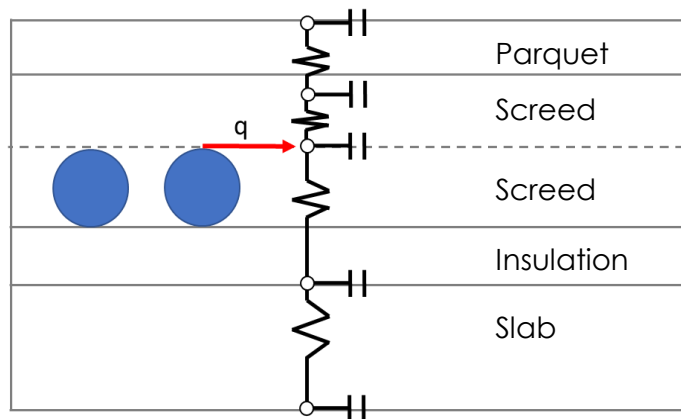 Parquet
Screed
q
Screed
Insulation
Slab